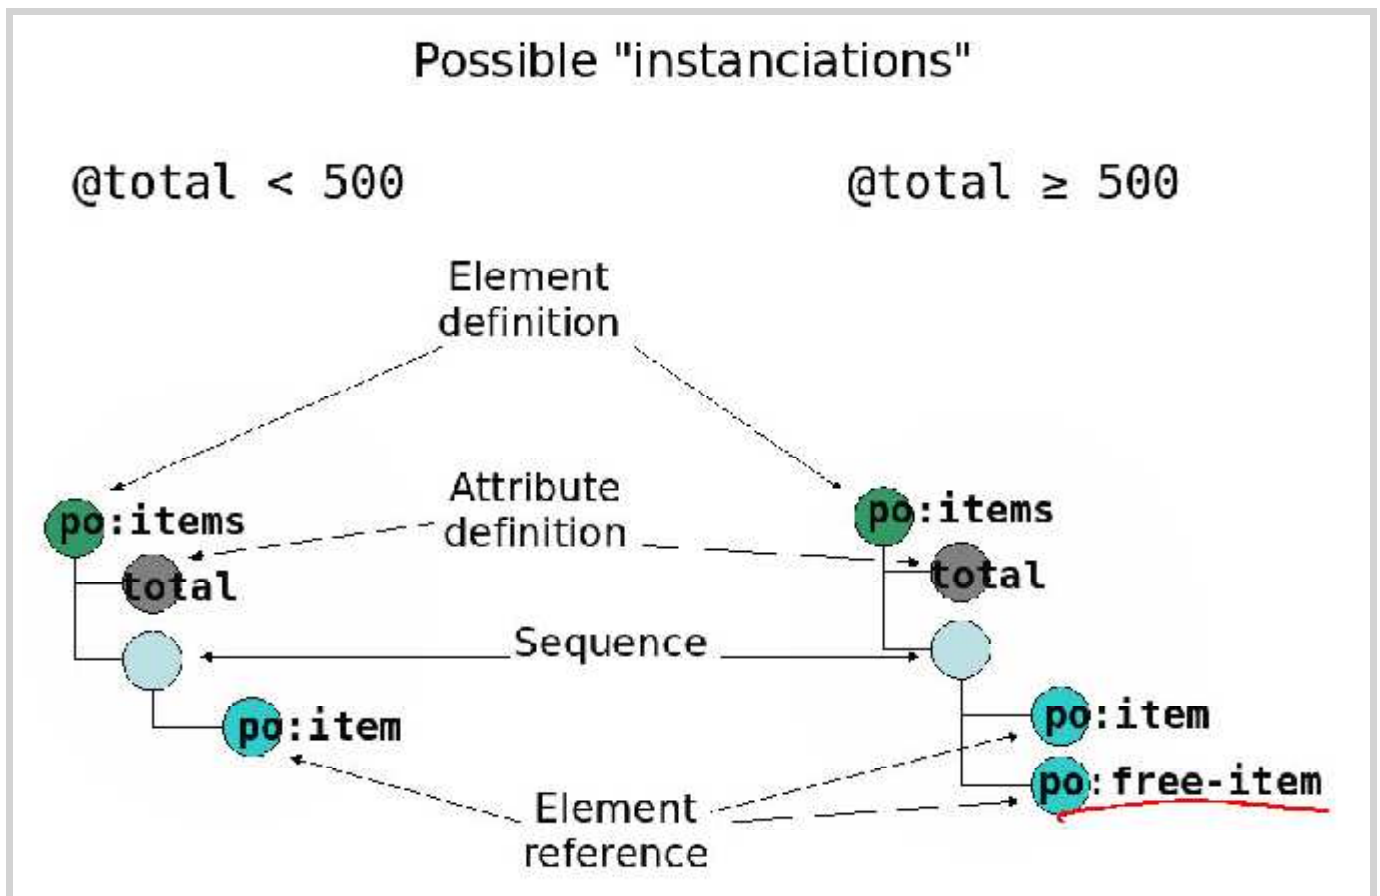 Possible "instanciations"
@total < 500
@total ≥ 500
Element
definition
Attribute
definition
po:items
total
po:items
total
Sequence
po:item
po:item
po:free-item
Element
reference